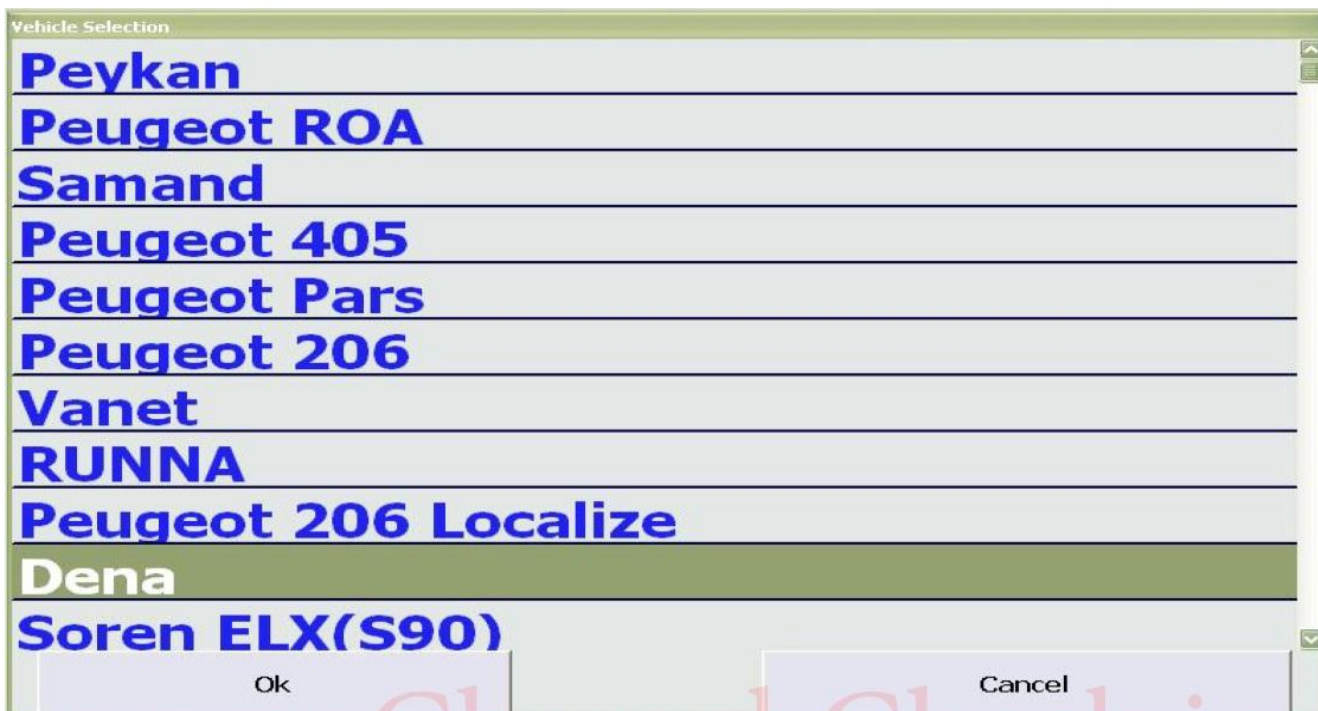 Vehicle Selection
Peykan
Peugeot ROA
Samand
Peugeot 405
Peugeot Pars
Peugeot 206
Vanet
RUNNA
Peugeot 206 Localize
Dena
Soren ELX(S90)
Ok
Cancel